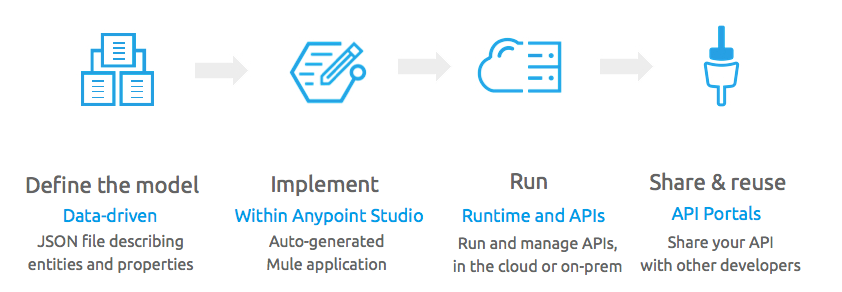 Define the model
Data-driven
JSON file describing
entities and properties
Implement
Within Anypoint Studio
Auto-generated
Mule application
Run
Runtime and APIs
Run and manage APIs,
in the cloud or on-prem
Share & reuse
API Portals
Share your API
with other developers